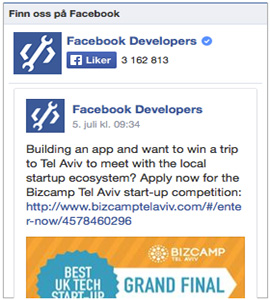 Finn oss på Facebook
Facebook Developers
Liker 3 162 813
Facebook Developers
5. juli kl. 09:34
Building an app and want to win a trip
to Tel Aviv to meet with the local
startup ecosystem? Apply now for the
Bizcamp Tel Aviv start-up competition:
http://www.bizcamptelaviv.com/#/ente
r-now/4578460296
BIZCAMP
TEL AVIV
BEST
UK TECH
START-UP
GRAND FINAL